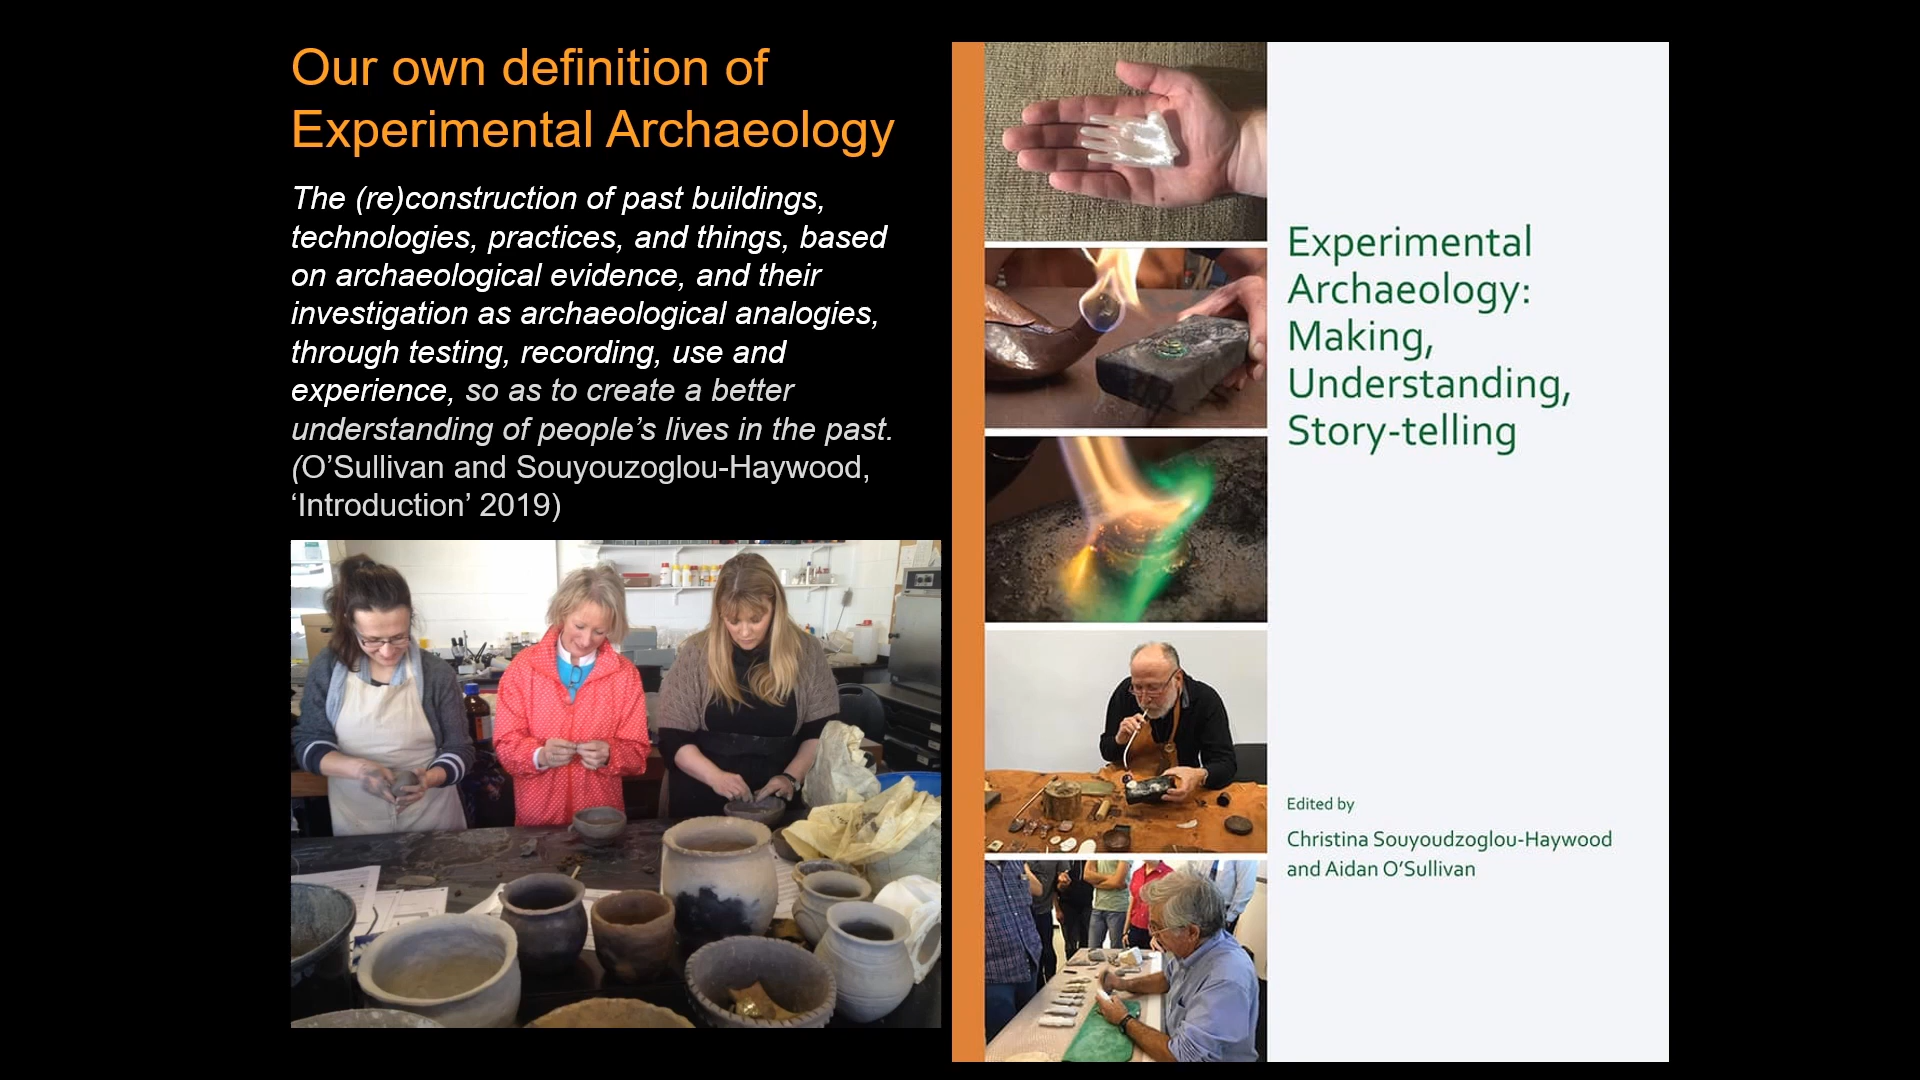 Our own definition of
Experimental Archaeology
The (re)construction of past buildings,
technologies, practices, and things, based
on archaeological evidence, and their
investigation as archaeological analogies,
through testing, recording, use and
experience, so as to create a better
understanding of people’s lives in the past.
(O’Sullivan and Souyouzoglou-Haywood,
‘Introduction’ 2019)
Experimental
Archaeology:
Making,
Understanding,
Story-telling
Edited by
Christina Souyoudzoglou-Haywood
and Aidan O’Sullivan